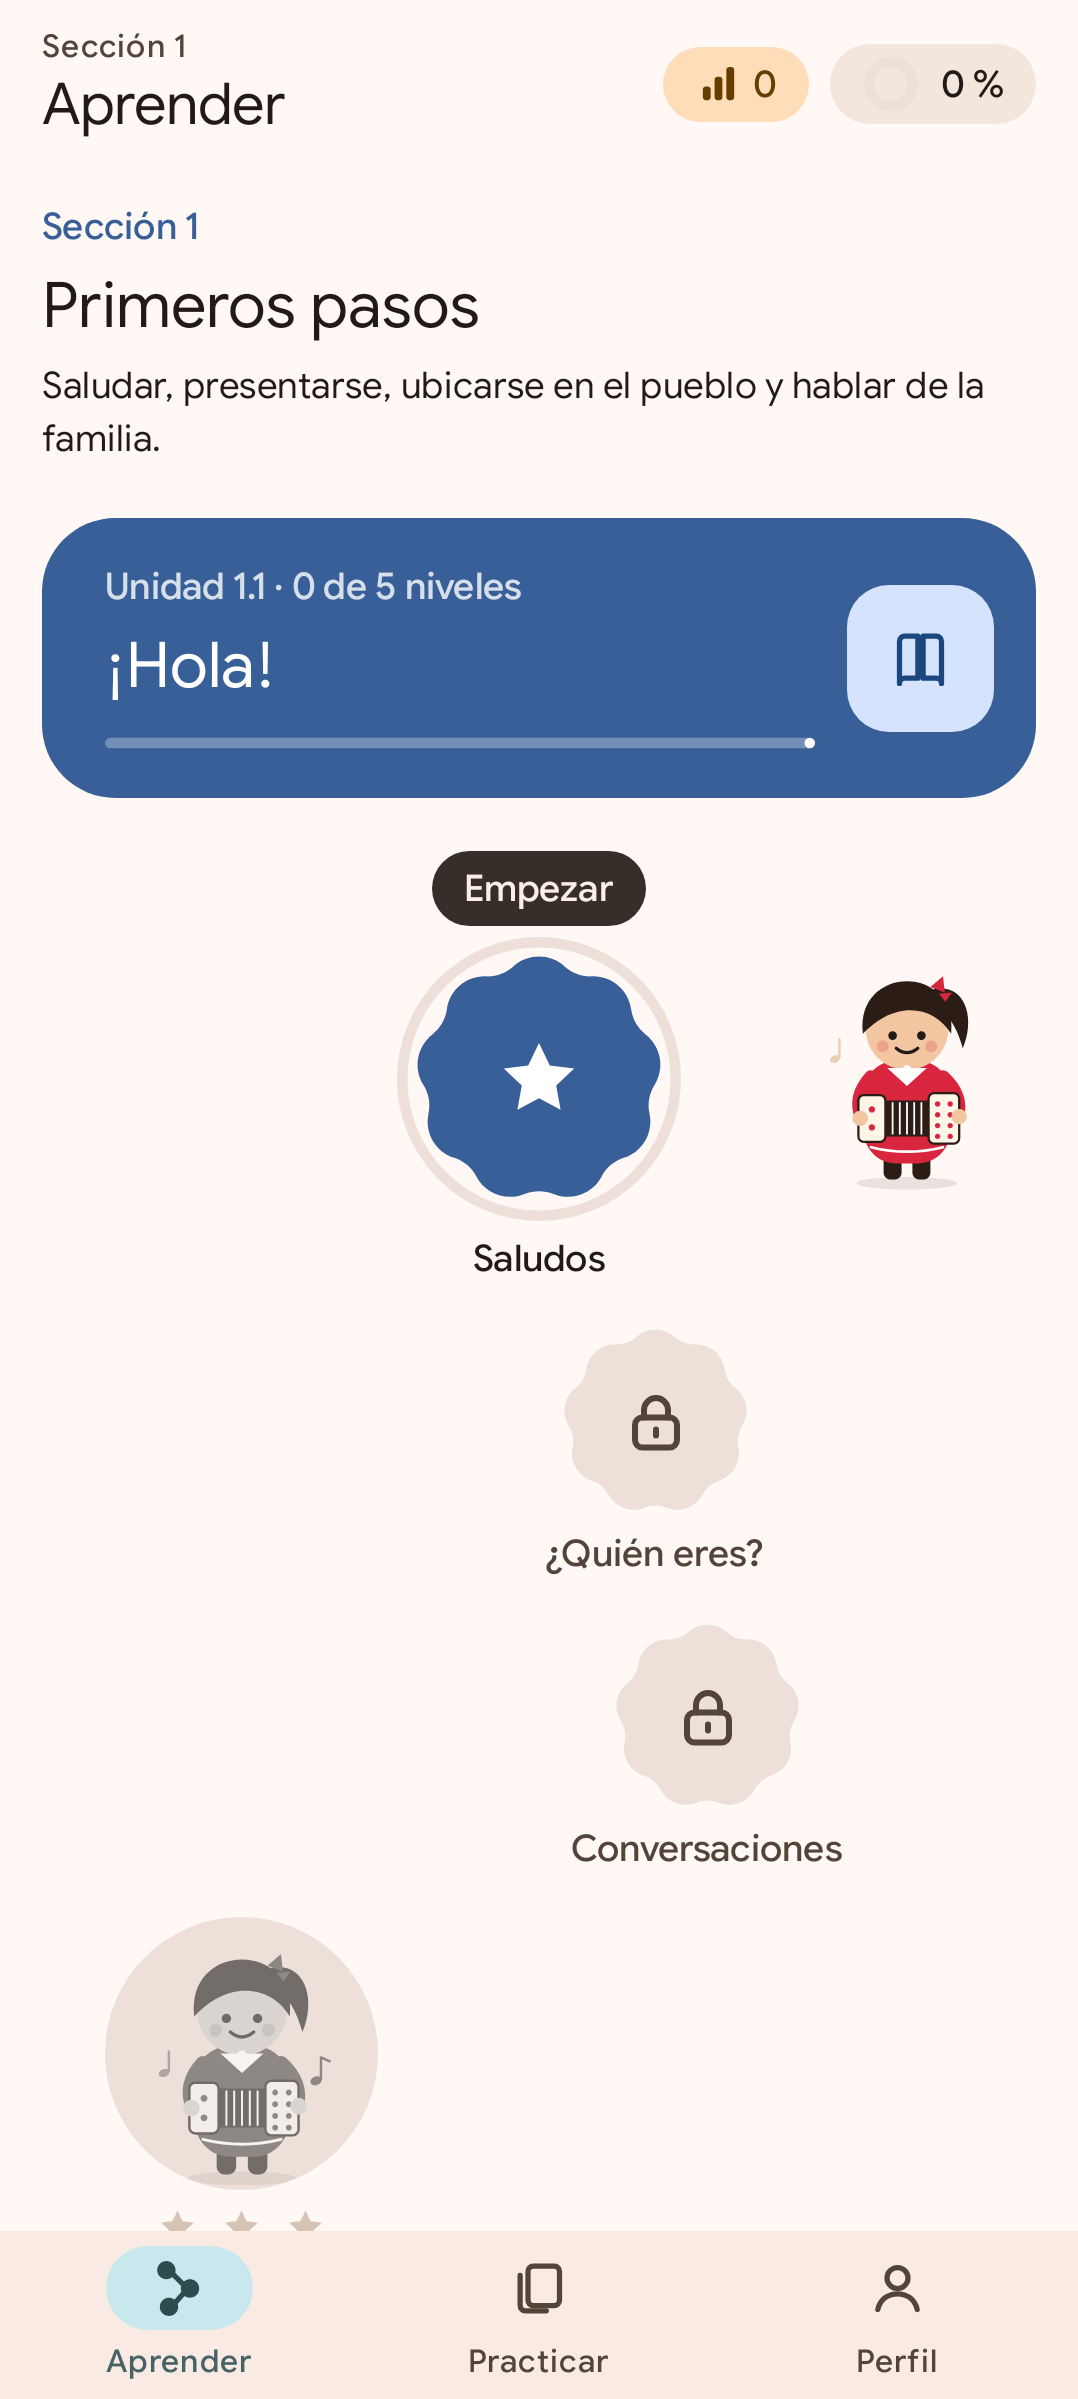 Sección 1
Aprender
0
0 %
Sección 1
Primeros pasos
Saludar, presentarse, ubicarse en el pueblo y hablar de la
familia.
Unidad 1.1 · 0 de 5 niveles
¡Hola!
Empezar
Saludos
¿Quién eres?
Conversaciones
Aprender
Practicar
Perfil